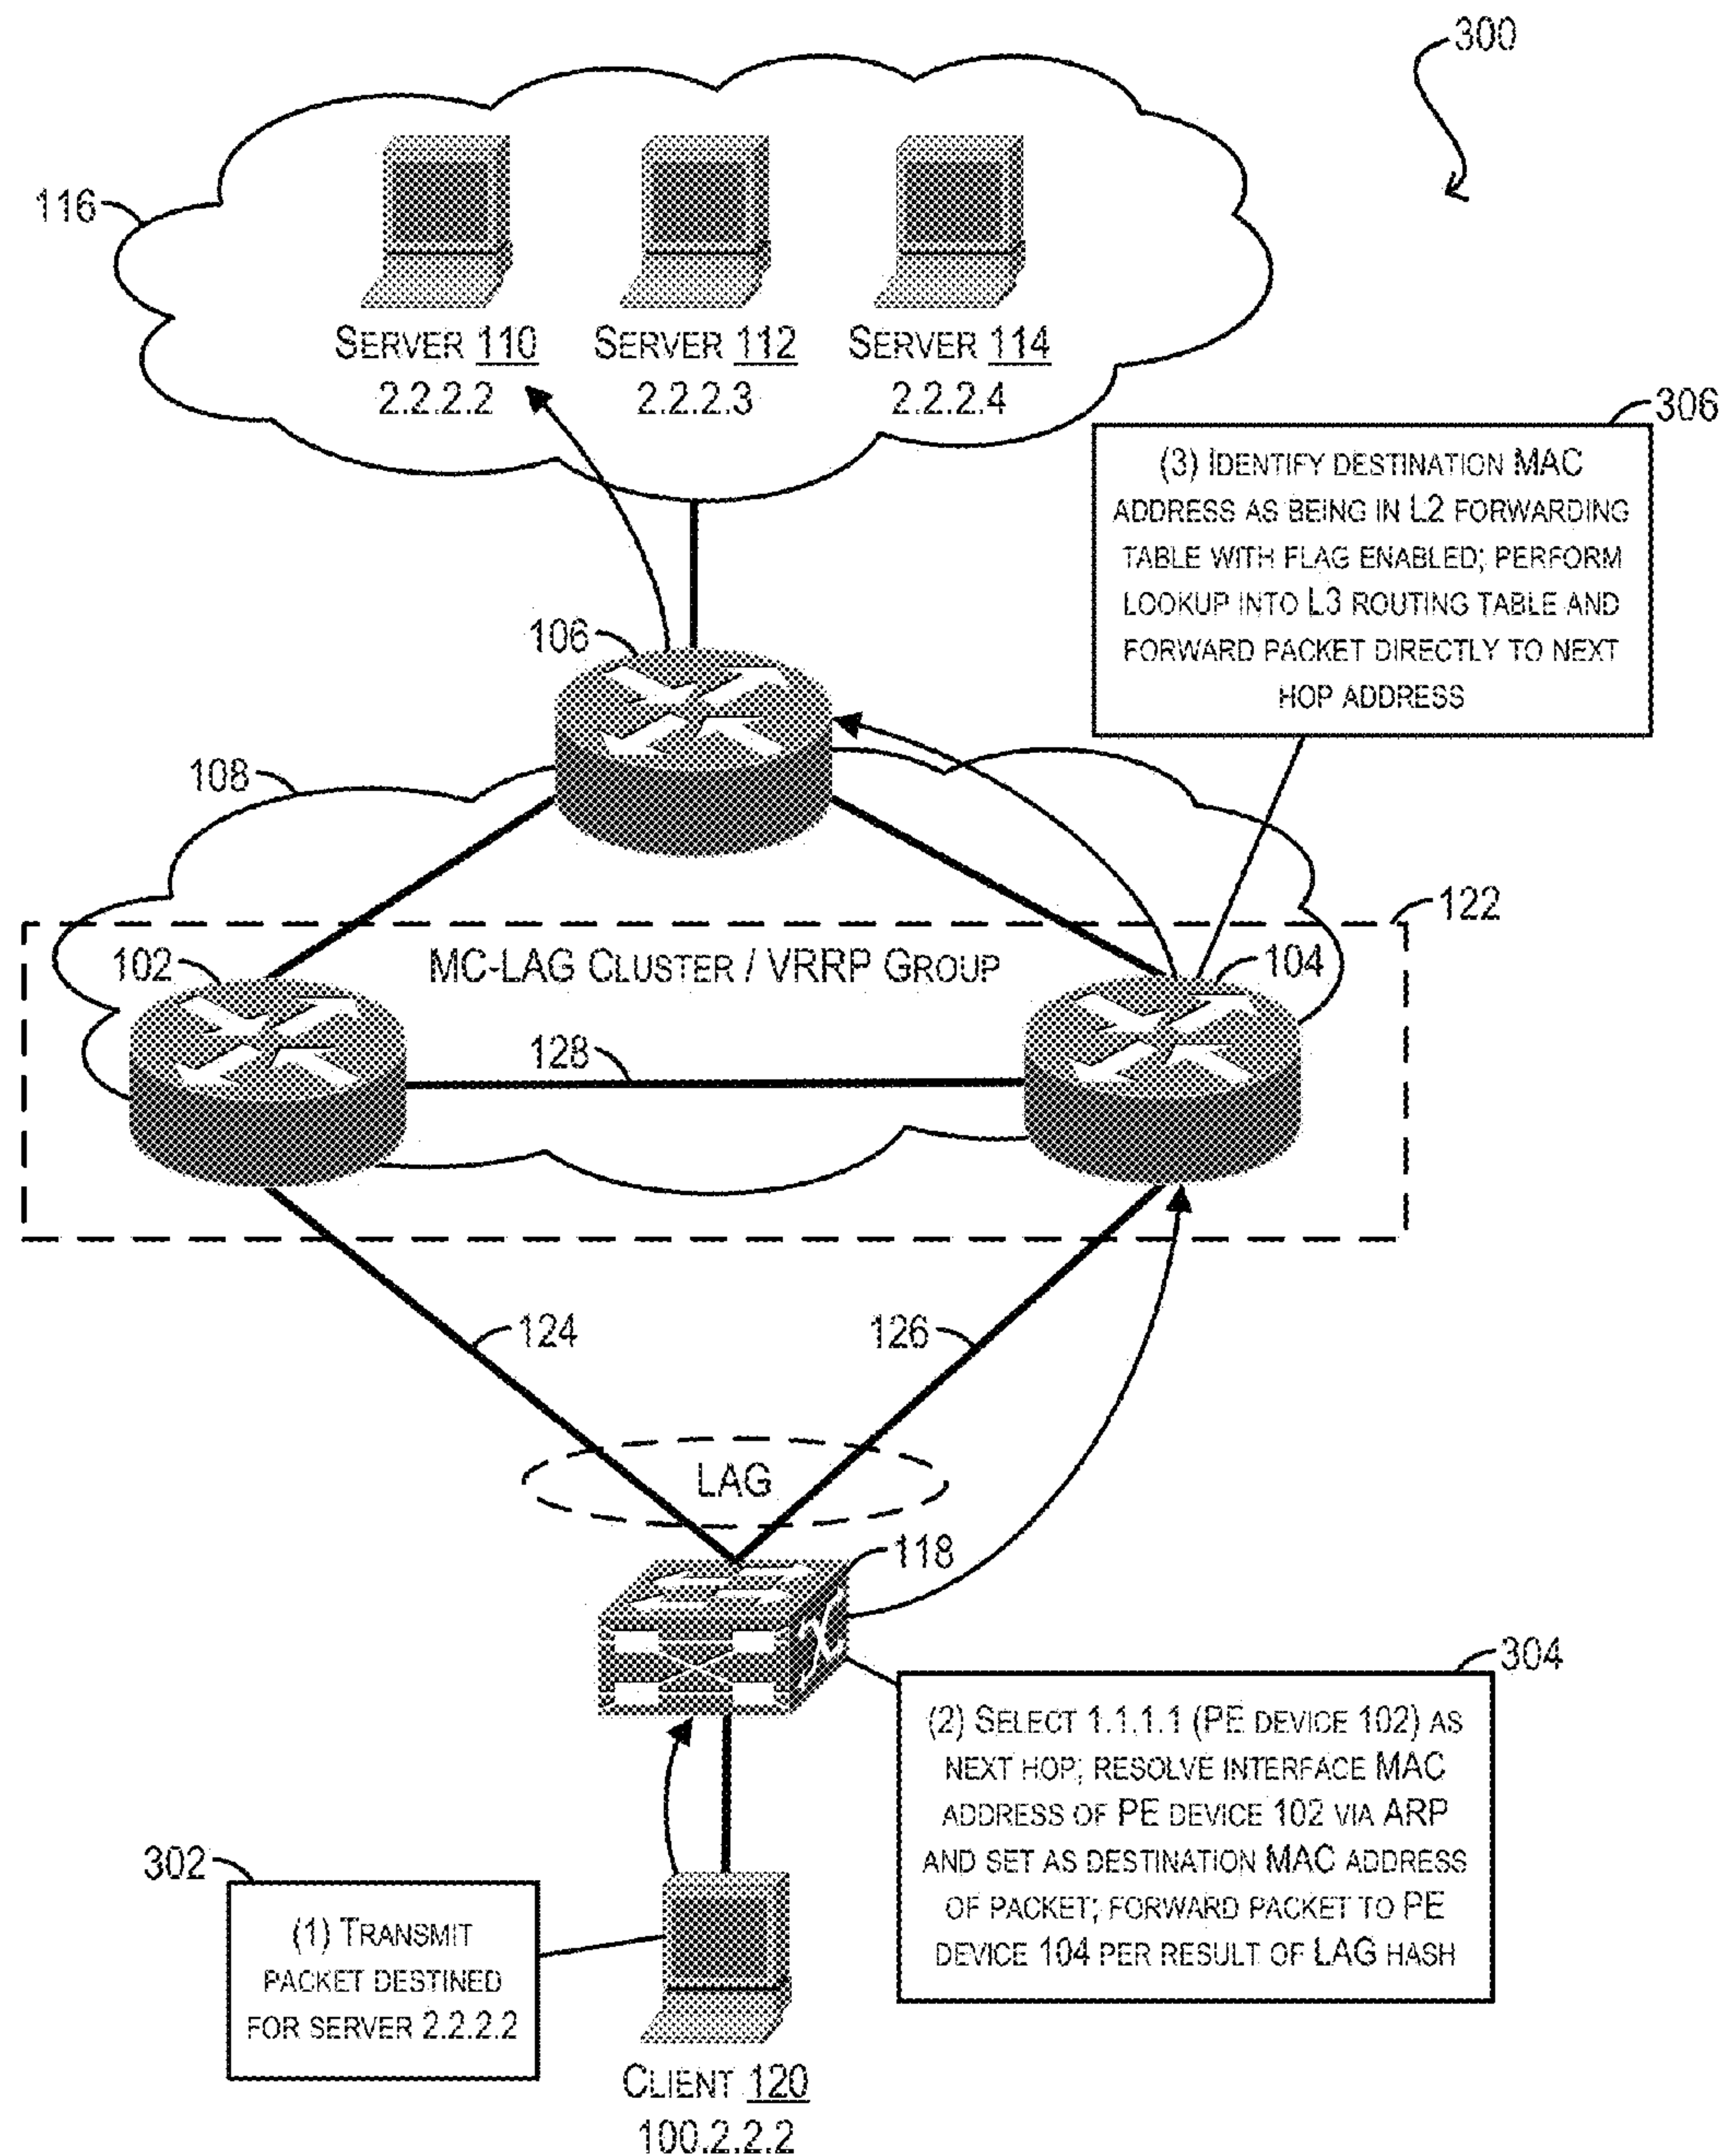 300
116
SERVER 110
2.2.2.2
SERVER 112
2.2.2.3
SERVER 114
2.2.2.4
306
(3) IDENTIFY DESTINATION MAC
ADDRESS AS BEING IN L2 FORWARDING
TABLE WITH FLAG ENABLED; PERFORM
LOOKUP INTO L3 ROUTING TABLE AND
FORWARD PACKET DIRECTLY TO NEXT
HOP ADDRESS
106
108
122
102
MC-LAG CLUSTER / VRRP GROUP
104
128
124
126
LAG
118
304
(2) SELECT 1.1.1.1 (PE DEVICE 102) AS
NEXT HOP; RESOLVE INTERFACE MAC
ADDRESS OF PE DEVICE 102 VIA ARP
AND SET AS DESTINATION MAC ADDRESS
OF PACKET; FORWARD PACKET TO PE
DEVICE 104 PER RESULT OF LAG HASH
302
(1) TRANSMIT
PACKET DESTINED
FOR SERVER 2.2.2.2
CLIENT 120
100.2.2.2